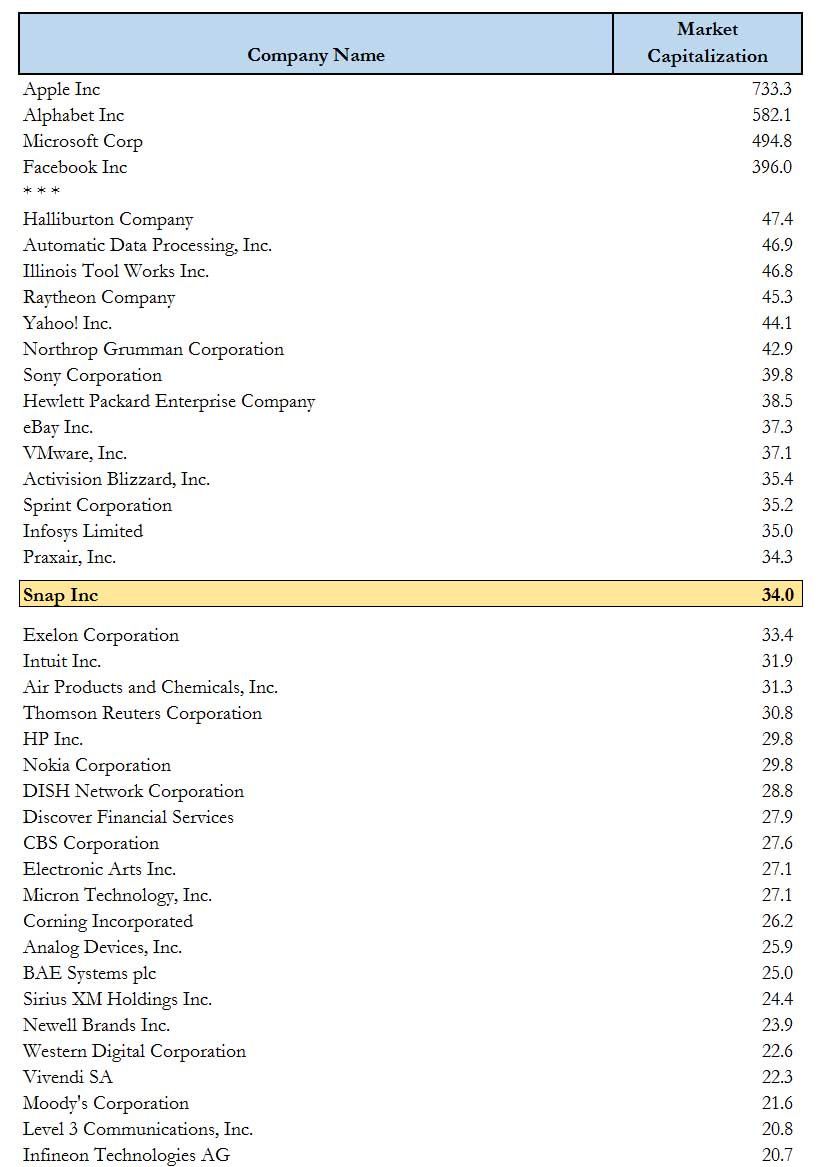 Company Name Market Capitalization
Apple Inc 733.3
Alphabet Inc 582.1
Microsoft Corp 494.8
Facebook Inc 396.0
* * *
Halliburton Company 47.4
Automatic Data Processing, Inc. 46.9
Illinois Tool Works Inc. 46.8
Raytheon Company 45.3
Yahoo! Inc. 44.1
Northrop Grumman Corporation 42.9
Sony Corporation 39.8
Hewlett Packard Enterprise Company 38.5
eBay Inc. 37.3
VMware, Inc. 37.1
Activision Blizzard, Inc. 35.4
Sprint Corporation 35.2
Infosys Limited 35.0
Praxair, Inc. 34.3
Snap Inc 34.0
Exelon Corporation 33.4
Intuit Inc. 31.9
Air Products and Chemicals, Inc. 31.3
Thomson Reuters Corporation 30.8
HP Inc. 29.8
Nokia Corporation 29.8
DISH Network Corporation 28.8
Discover Financial Services 27.9
CBS Corporation 27.6
Electronic Arts Inc. 27.1
Micron Technology, Inc. 27.1
Corning Incorporated 26.2
Analog Devices, Inc. 25.9
BAE Systems plc 25.0
Sirius XM Holdings Inc. 24.4
Newell Brands Inc. 23.9
Western Digital Corporation 22.6
Vivendi SA 22.3
Moody's Corporation 21.6
Level 3 Communications, Inc. 20.8
Infineon Technologies AG 20.7